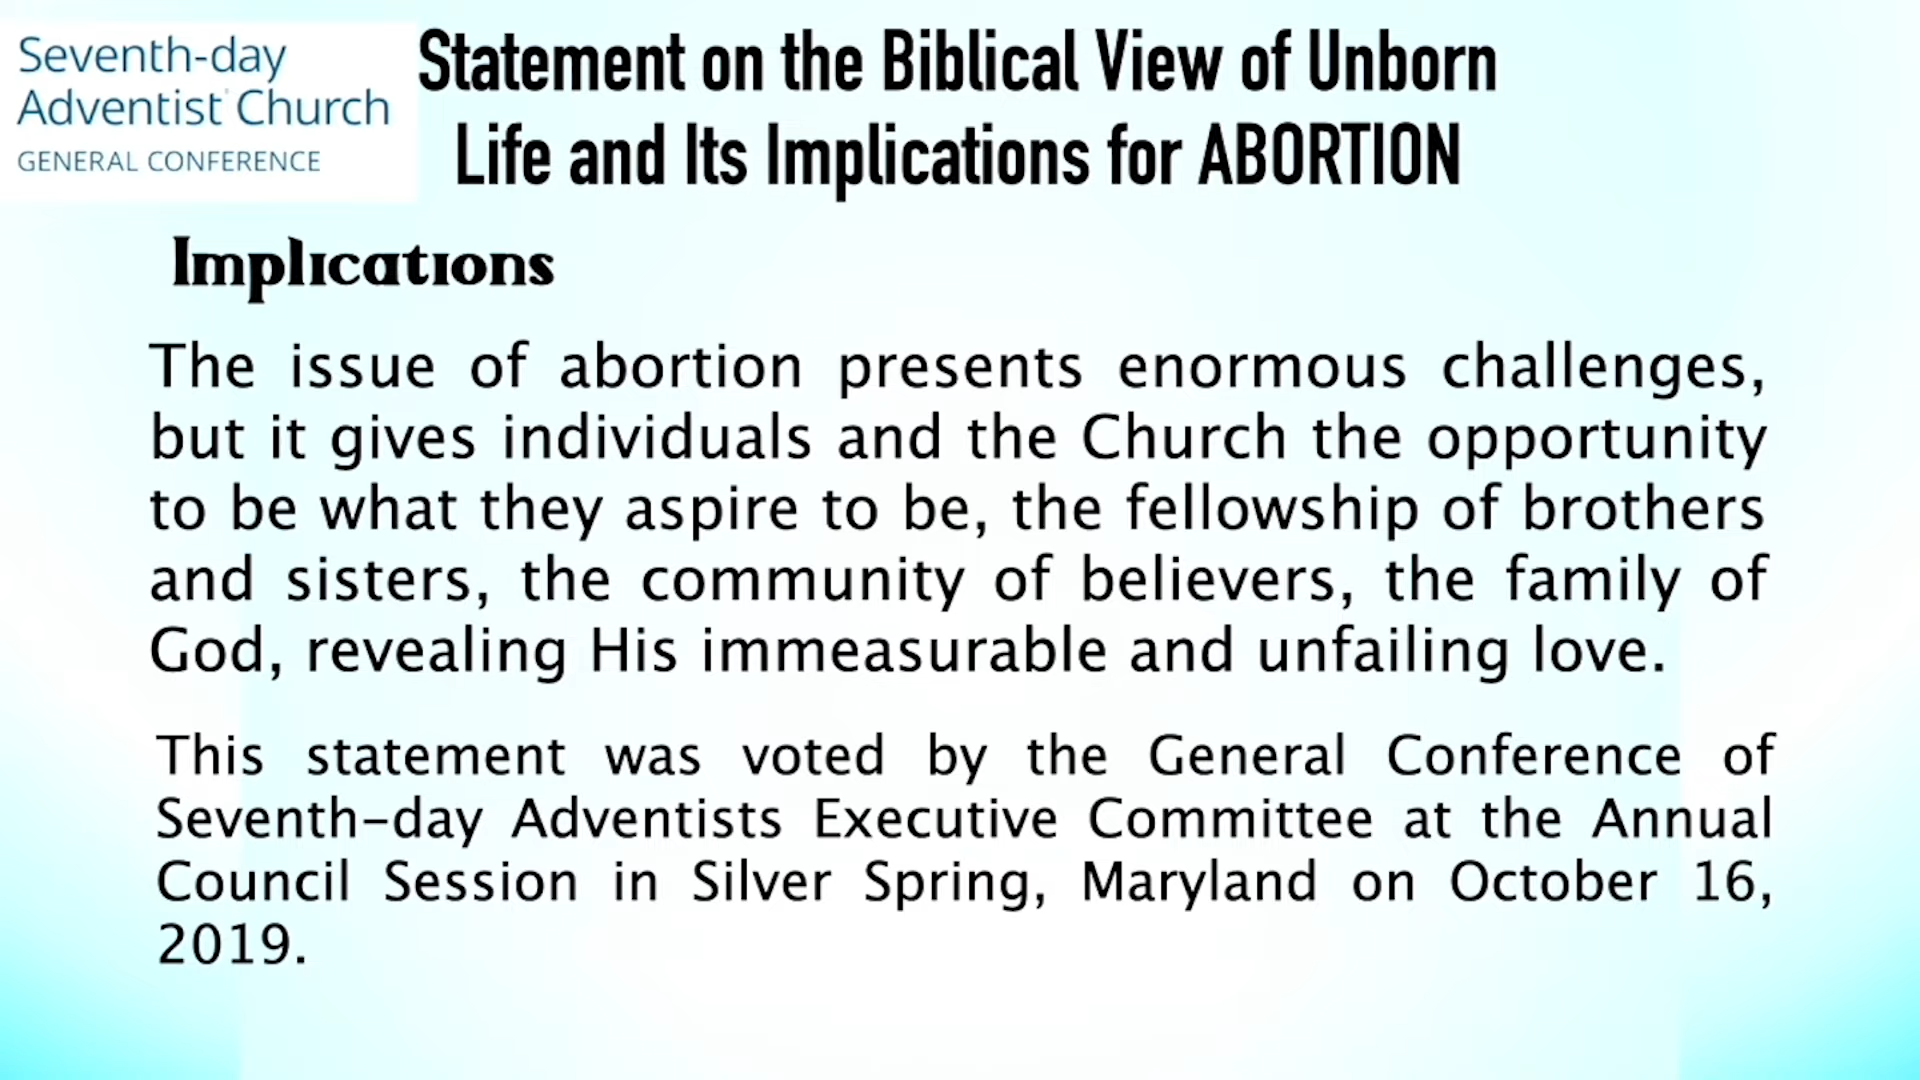 Seventh-day
Adventist Church
GENERAL CONFERENCE
Statement on the Biblical View of Unborn
Life and Its Implications for ABORTION
Implications
The issue of abortion presents enormous challenges,
but it gives individuals and the Church the opportunity
to be what they aspire to be, the fellowship of brothers
and sisters, the community of believers, the family of
God, revealing His immeasurable and unfailing love.
This statement was voted by the General Conference of
Seventh-day Adventists Executive Committee at the Annual
Council Session in Silver Spring, Maryland on October 16,
2019.